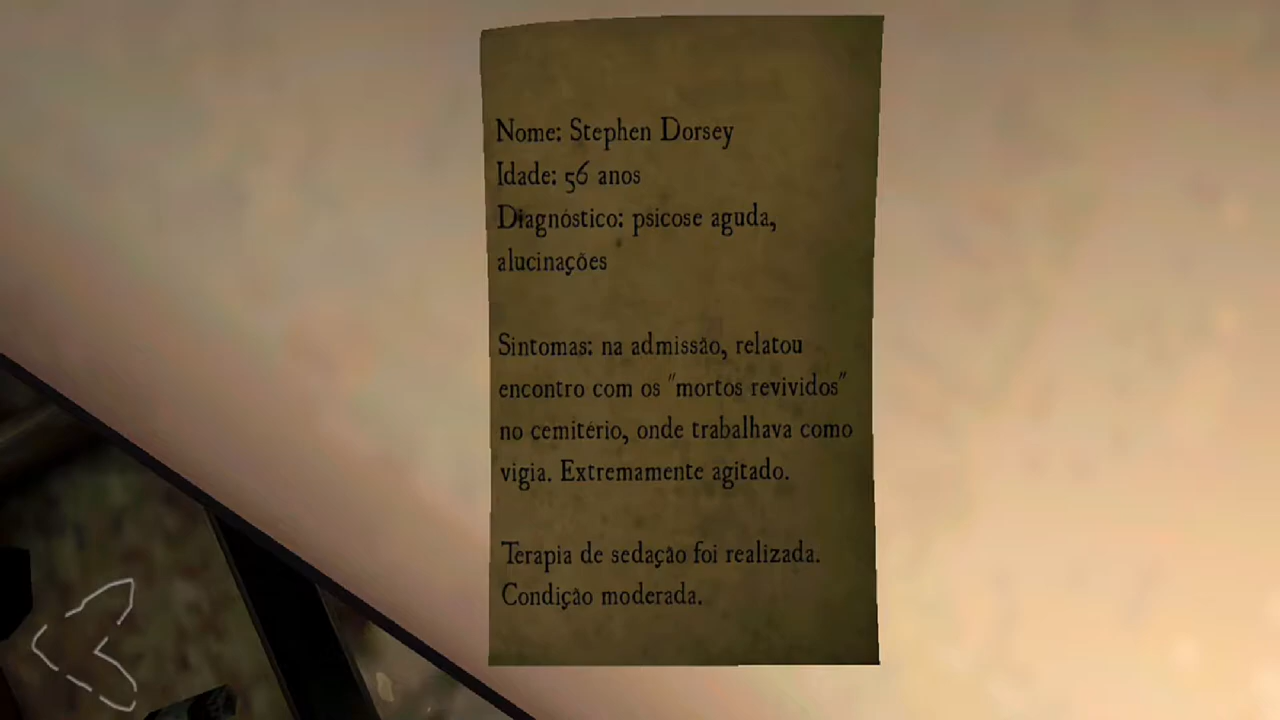 Nome: Stephen Dorsey
Idade: 56 anos
Diagnóstico: psicose aguda,
alucinações
Sintomas: na admissão, relatou
encontro com os "mortos revividos"
no cemitério, onde trabalhava como
vigia. Extremamente agitado.
Terapia de sedação foi realizada.
Condição moderada.